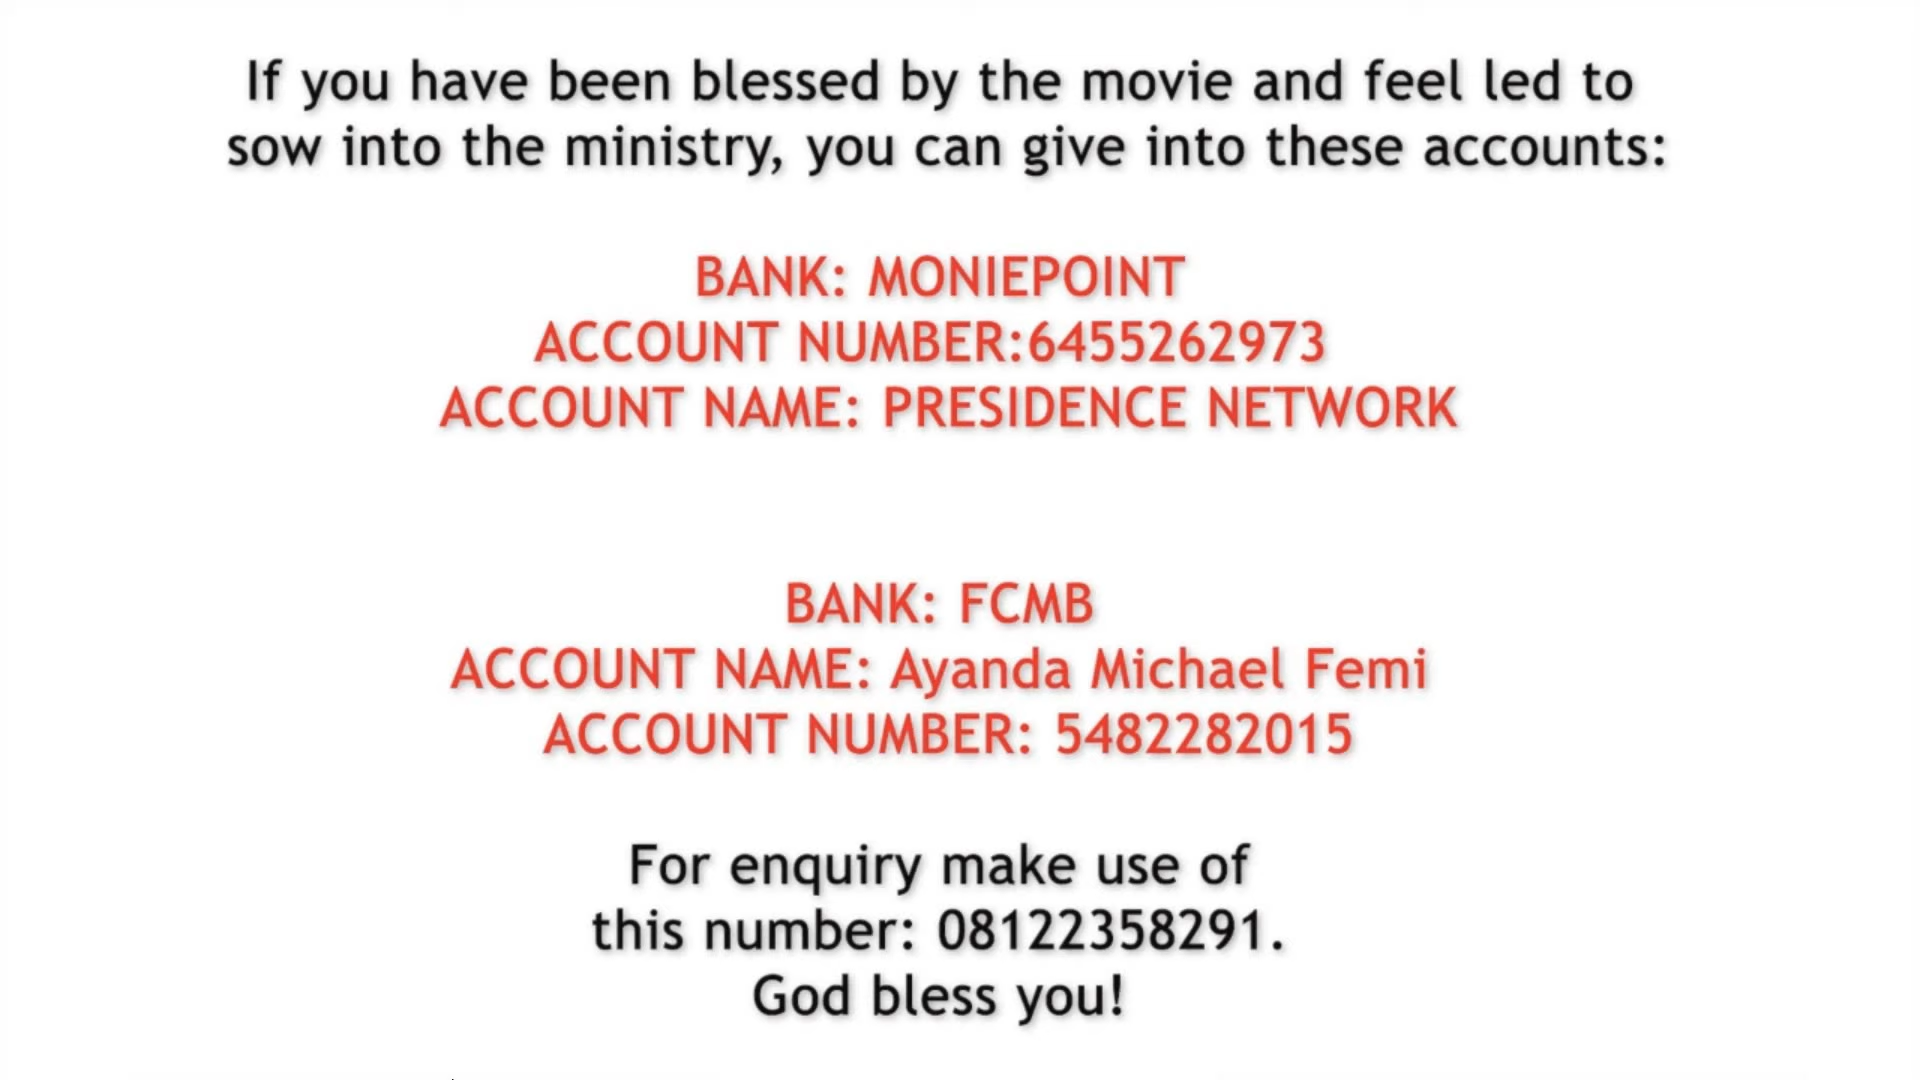 If you have been blessed by the movie and feel led to
sow into the ministry, you can give into these accounts:
BANK: MONIEPOINT
ACCOUNT NUMBER:6455262973
ACCOUNT NAME: PRESIDENCE NETWORK
BANK: FCMB
ACCOUNT NAME: Ayanda Michael Femi
ACCOUNT NUMBER: 5482282015
For enquiry make use of
this number: 08122358291.
God bless you!